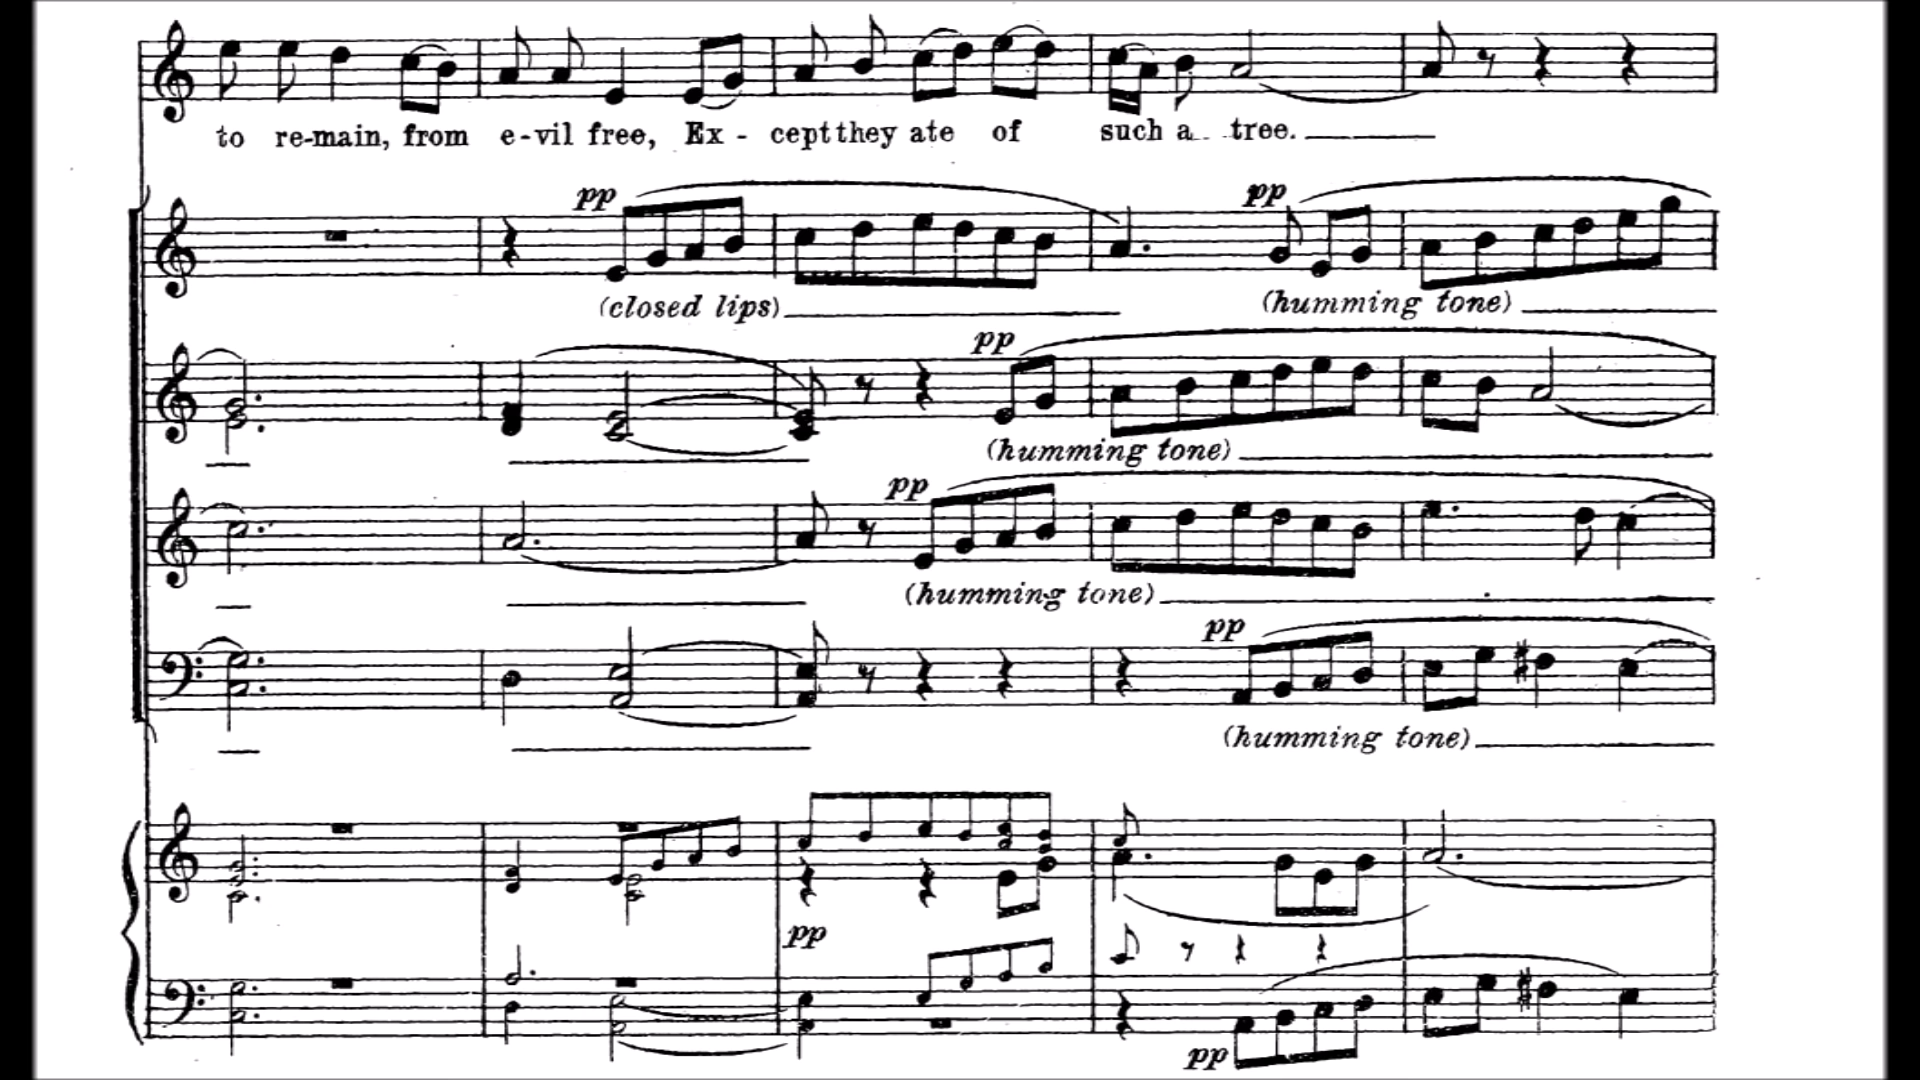 to re-main, from e-vil free, Ex - cept they ate of such a tree.
pp pp
(closed lips) (humming tone)
pp
(humming tone)
pp
(humming tone)
pp
(humming tone)
pp
pp